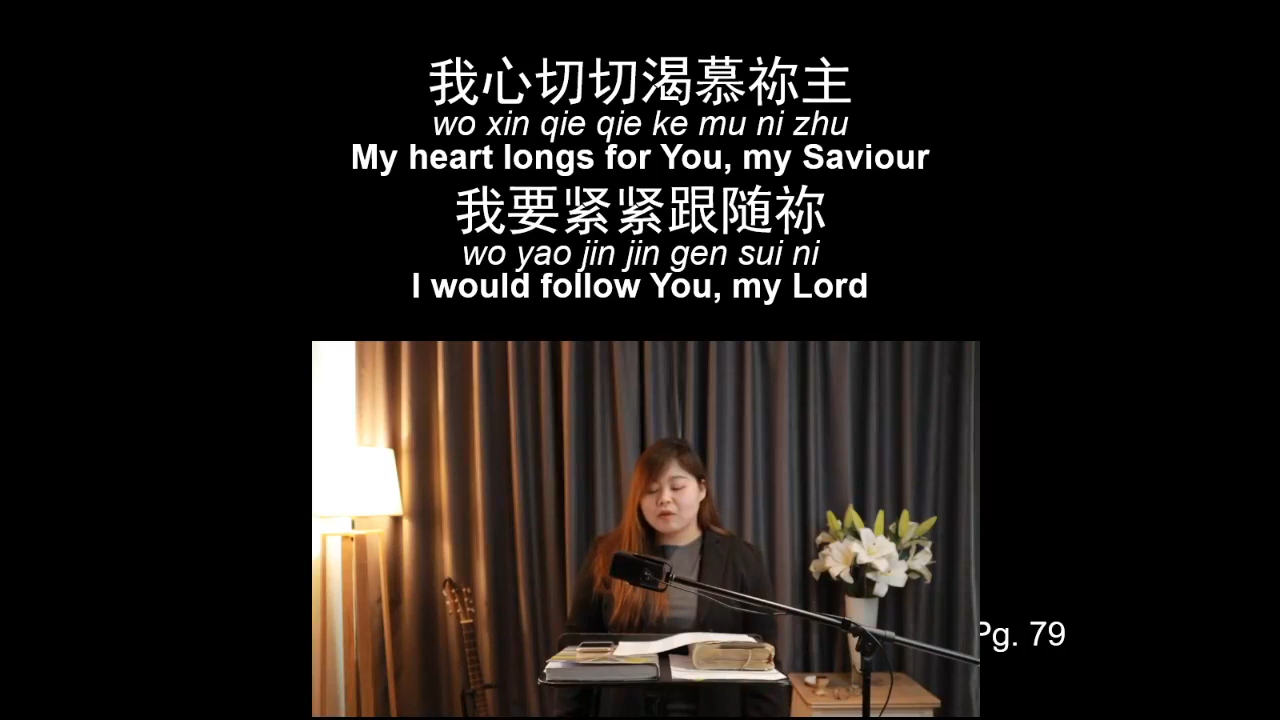 我心切切渴慕祢主
wo xin qie qie ke mu ni zhu
My heart longs for You, my Saviour
我要紧紧跟随祢
wo yao jin jin gen sui ni
I would follow You, my Lord
Pg. 79